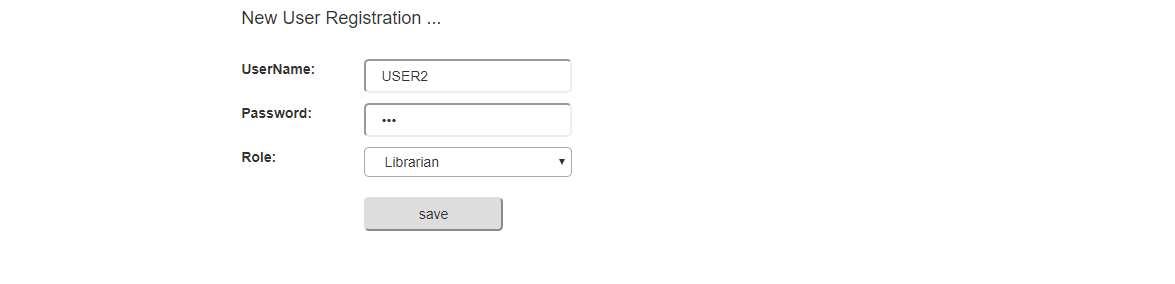 New User Registration ...
UserName: USER2
Password: •••
Role: Librarian
save